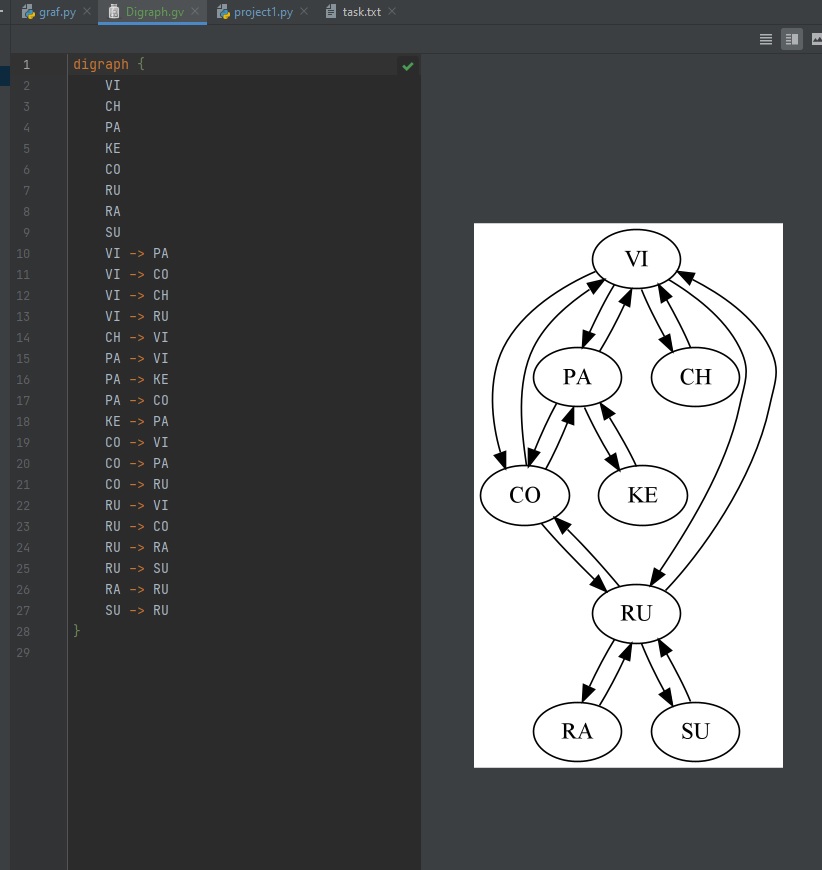 graf.py Digraph.gv project1.py task.txt
1 digraph {
2 VI
3 CH
4 PA
5 KE
6 CO
7 RU
8 RA
9 SU
10 VI -> PA
11 VI -> CO
12 VI -> CH
13 VI -> RU
14 CH -> VI
15 PA -> VI
16 PA -> KE
17 PA -> CO
18 KE -> PA
19 CO -> VI
20 CO -> PA
21 CO -> RU
22 RU -> VI
23 RU -> CO
24 RU -> RA
25 RU -> SU
26 RA -> RU
27 SU -> RU
28 }
29
VI
PA CH
CO KE
RU
RA SU